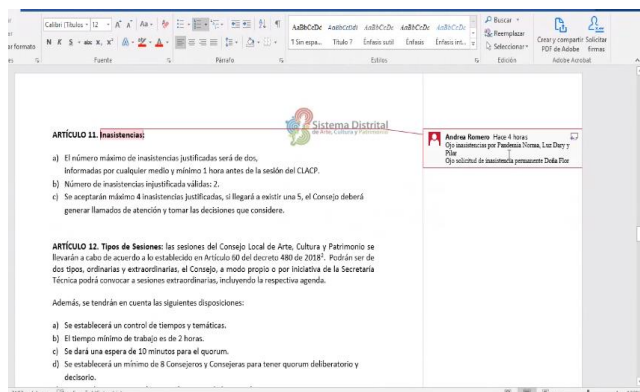 Calibri (Títulos
12
Aa
AaBbCcDc AaBbCcDdt AaBbCcDc AaBbCcDc AaBbCcDc
¶ Sin espa... Título 7 Énfasis sutil Énfasis Énfasis int...
Buscar
Reemplazar
Seleccionar
Crear y compartir PDF de Adobe
Solicitar firmas
ar formato
N K S abc x, x²
Fuente Párrafo Estilos Edición Adobe Acrobat
Sistema Distrital
de Arte, Cultura y Patrimonio
ARTÍCULO 11. Inasistencias:
Andrea Romero Hace 4 horas
Ojo inasistencias por Pandemia Norma, Luz Dary y
Pilar
Ojo solicitud de inasistencia permanente Doña Flor
a) El número máximo de inasistencias justificadas será de dos,
informadas por cualquier medio y mínimo 1 hora antes de la sesión del CLACP.
b) Número de inasistencias injustificada válidas: 2.
c) Se aceptarán máximo 4 inasistencias justificadas, si llegará a existir una 5, el Consejo deberá
generar llamados de atención y tomar las decisiones que considere.
ARTÍCULO 12. Tipos de Sesiones: las sesiones del Consejo Local de Arte, Cultura y Patrimonio se
llevarán a cabo de acuerdo a lo establecido en Artículo 60 del decreto 480 de 2018². Podrán ser de
dos tipos, ordinarias y extraordinarias, el Consejo, a modo propio o por iniciativa de la Secretaría
Técnica podrá convocar a sesiones extraordinarias, incluyendo la respectiva agenda.
Además, se tendrán en cuenta las siguientes disposiciones:
a) Se establecerá un control de tiempos y temáticas.
b) El tiempo mínimo de trabajo es de 2 horas.
c) Se dará una espera de 10 minutos para el quorum.
d) Se establecerá un mínimo de 8 Consejeros y Consejeras para tener quorum deliberatorio y
decisorio.